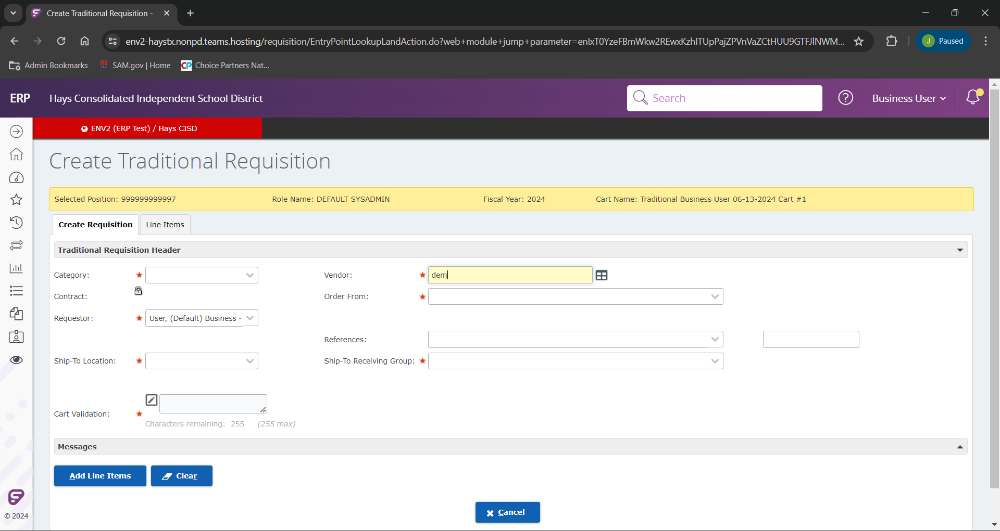 Create Traditional Requisition -
env2-haystx.nonpd.teams.hosting/requisition/EntryPointLookupLandAction.do?web+module+jump+parameter=enIxT0YzeFBmWkw2REwxKzhITUpPajZPVnVaZCtHUU9GTFJINWM...
J Paused
Admin Bookmarks SAM.gov | Home CP Choice Partners Nat...
ERP Hays Consolidated Independent School District Search ? Business User
ENV2 (ERP Test) / Hays CISD
Create Traditional Requisition
Selected Position: 999999999997 Role Name: DEFAULT SYSADMIN Fiscal Year: 2024 Cart Name: Traditional Business User 06-13-2024 Cart #1
Create Requisition Line Items
Traditional Requisition Header
Category: Vendor: dem
Contract: Order From:
Requestor: User, (Default) Business -
References:
Ship-To Location: Ship-To Receiving Group:
Cart Validation:
Characters remaining: 255 (255 max)
Messages
Add Line Items Clear
Cancel
© 2024